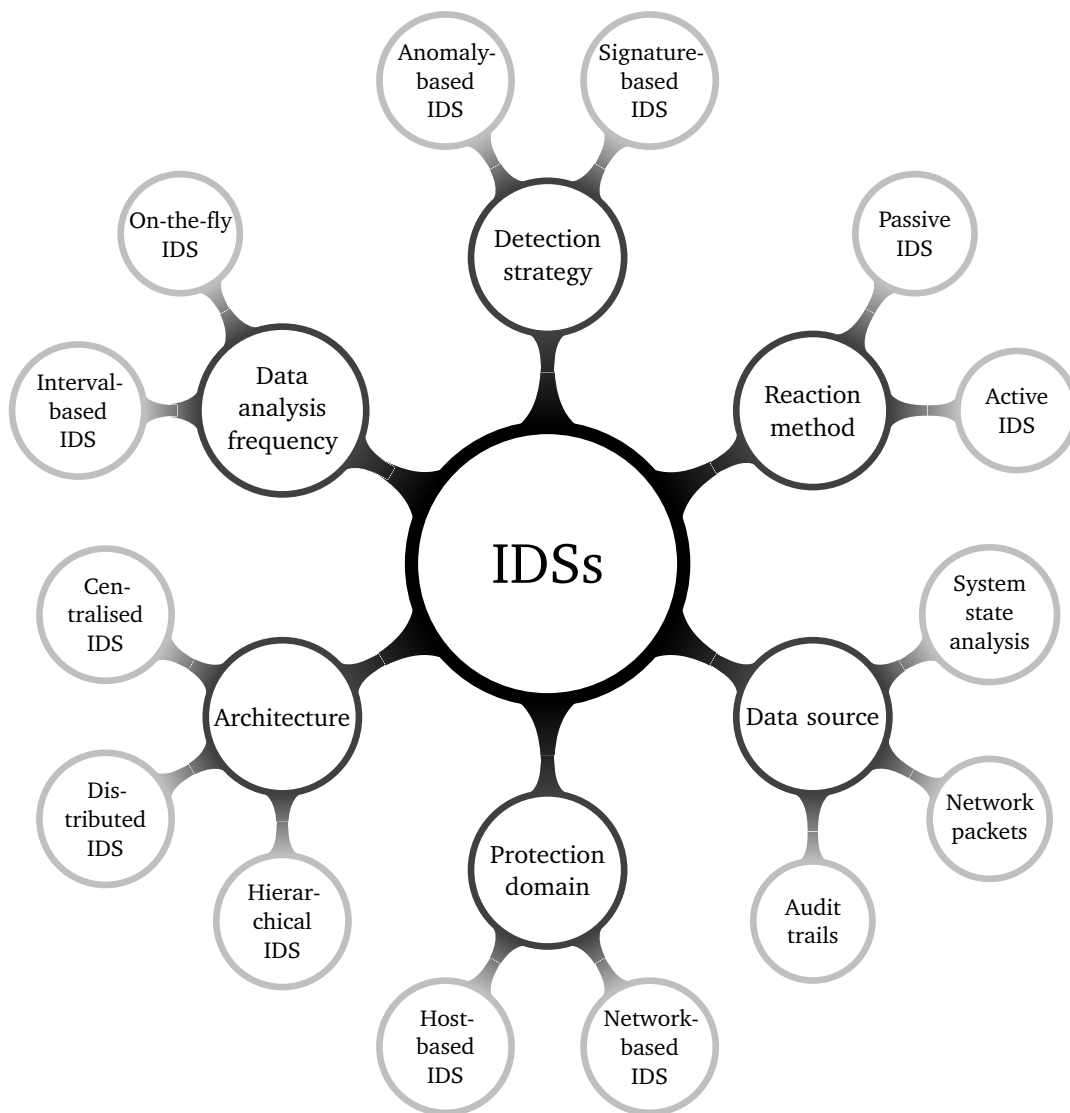 Anomaly-
based
IDS
Signature-
based
IDS
On-the-fly
IDS
Detection
strategy
Passive
IDS
Interval-
based
IDS
Data
analysis
frequency
Reaction
method
Active
IDS
IDSs
Cen-
tralised
IDS
System
state
analysis
Architecture
Data source
Dis-
tributed
IDS
Network
packets
Hierar-
chical
IDS
Protection
domain
Audit
trails
Host-
based
IDS
Network-
based
IDS